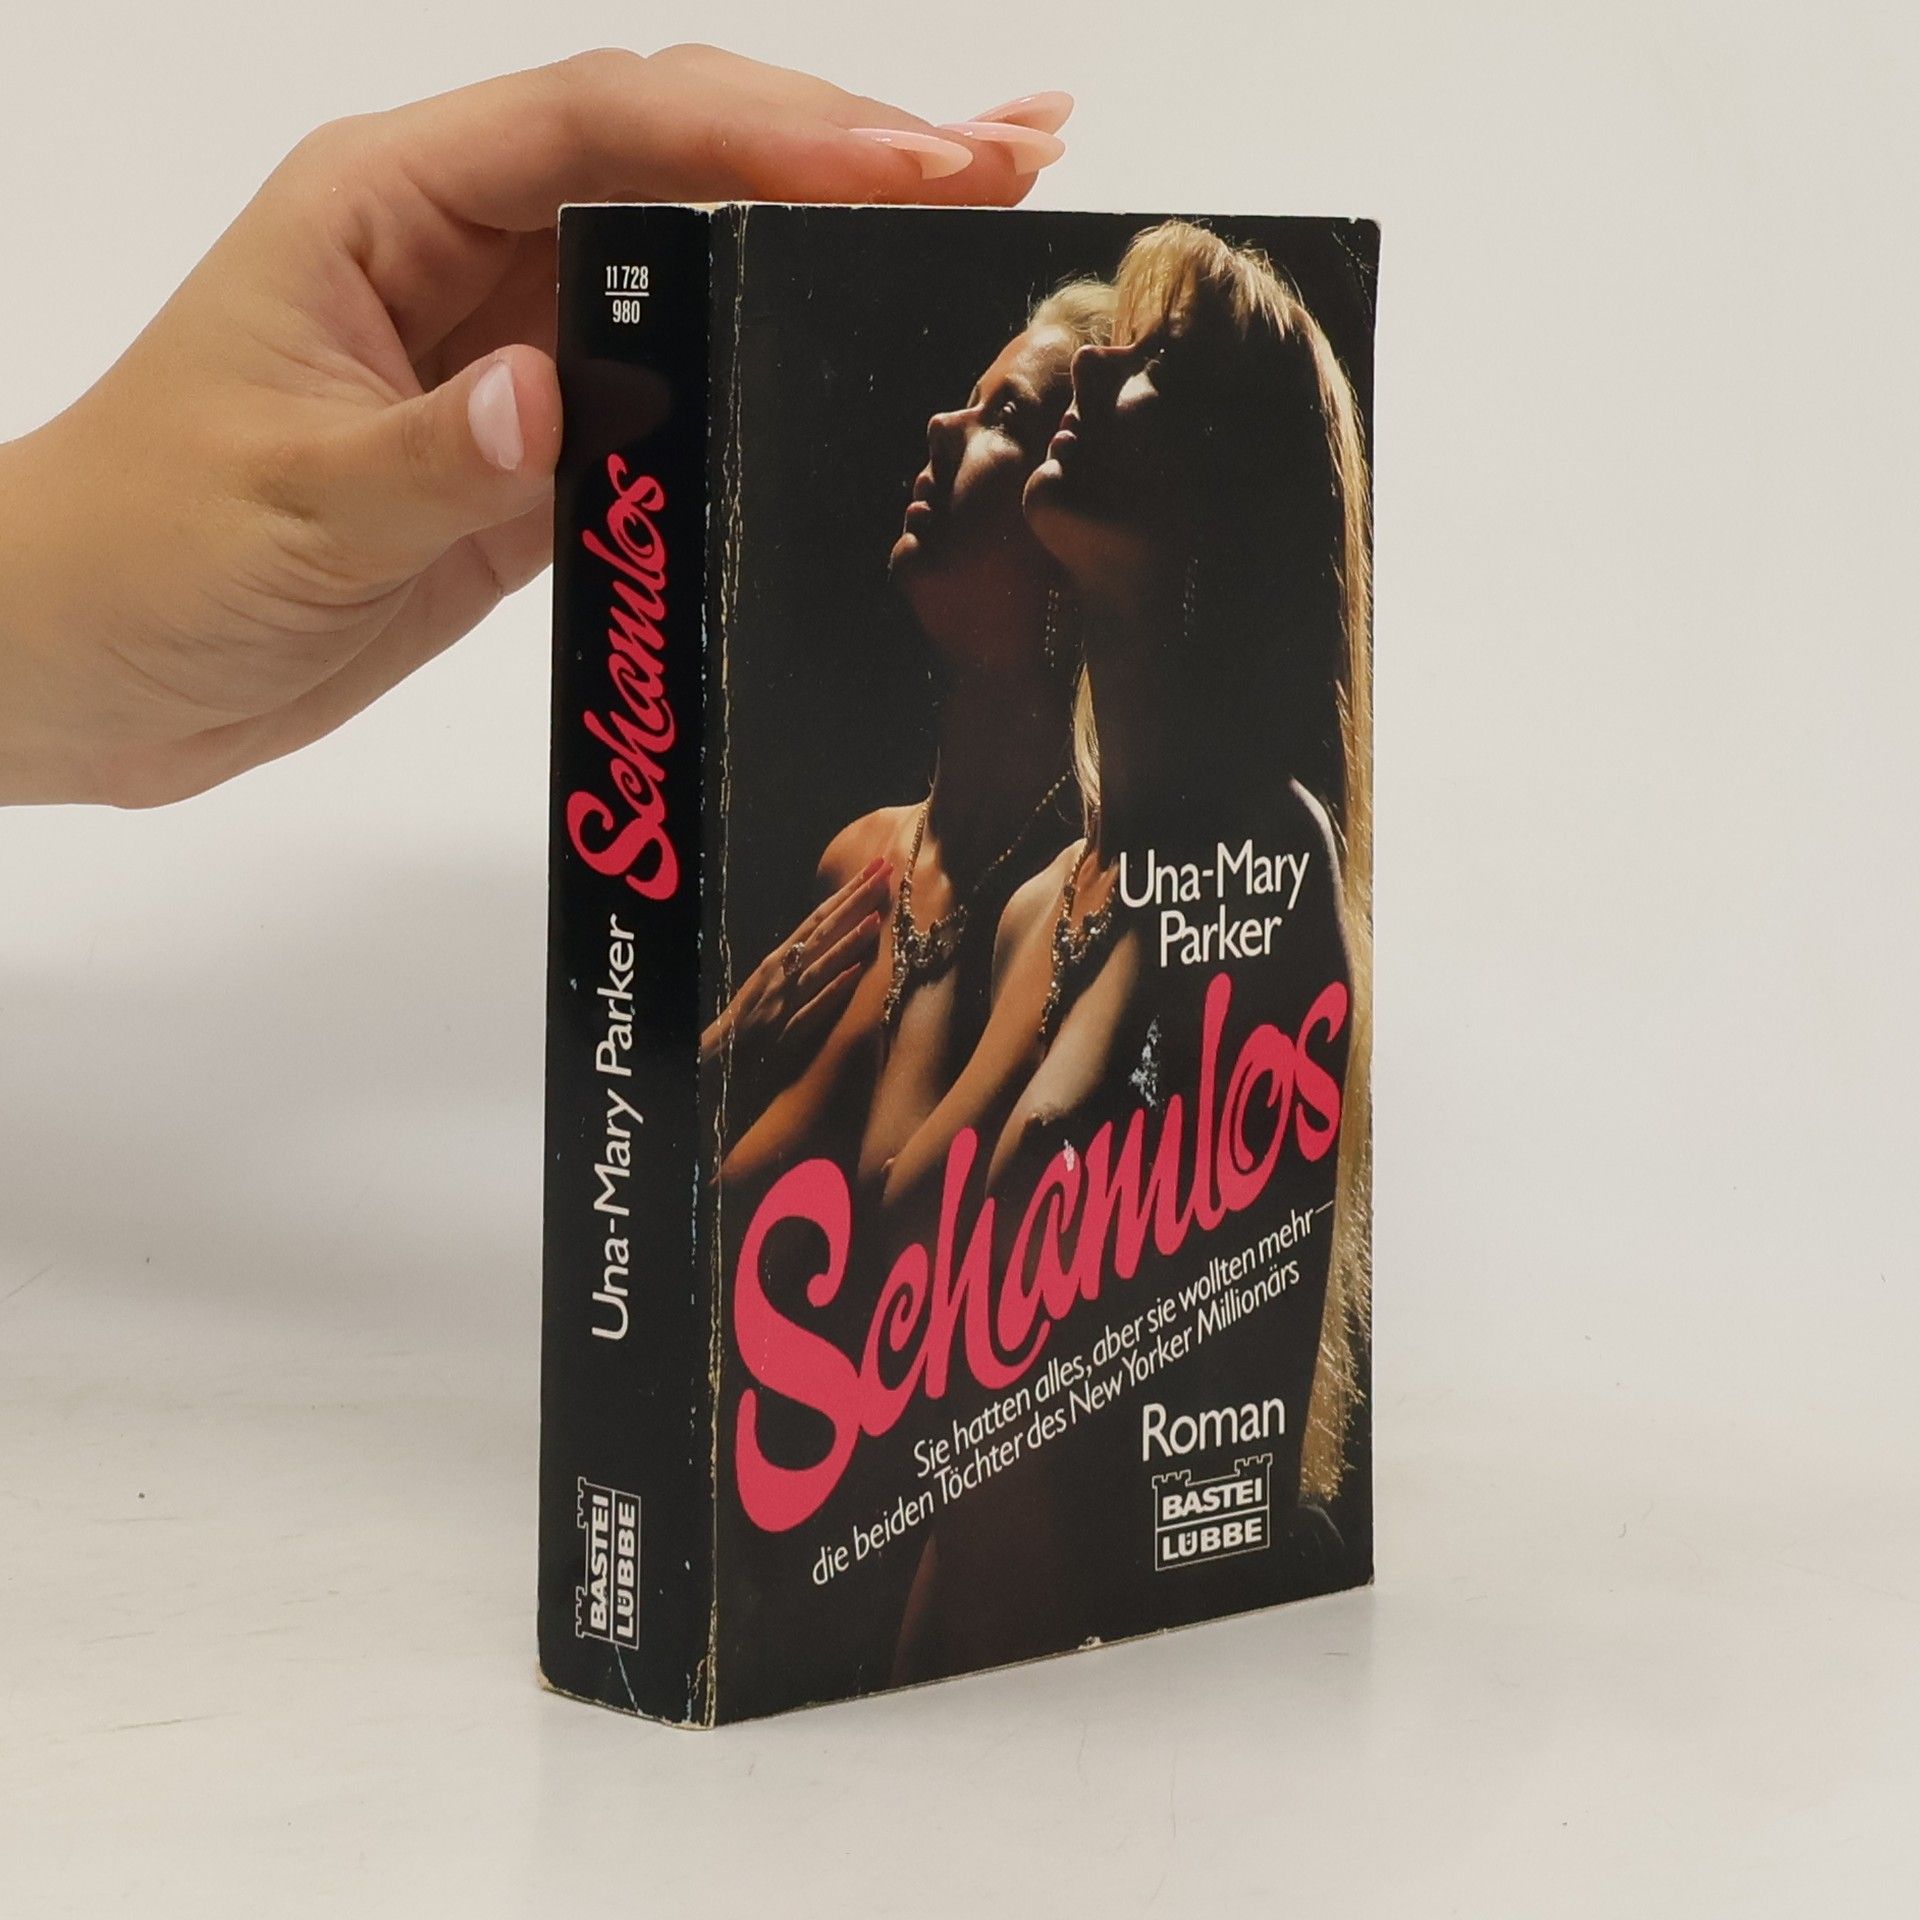 11 728
980
Schamlos
Una-Mary Parker
BASTEI
LÜBBE
Una-Mary
Parker
Schamlos
Sie hatten alles, aber sie wollten mehr –
die beiden Töchter des New Yorker Millionärs
Roman
BASTEI
LÜBBE